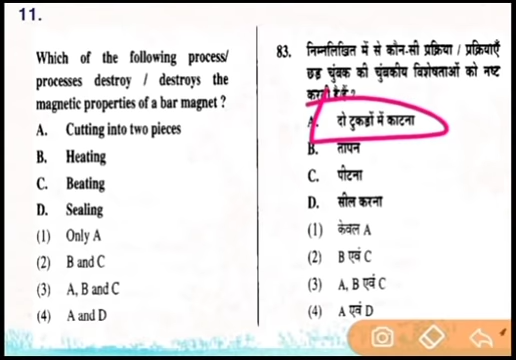 11.
Which of the following process/
processes destroy / destroys the
magnetic properties of a bar magnet ?
A. Cutting into two pieces
B. Heating
C. Beating
D. Sealing
(1) Only A
(2) B and C
(3) A, B and C
(4) A and D
83. निम्नलिखित में से कौन-सी प्रक्रिया / प्रक्रियाएँ
छड़ चुंबक की चुंबकीय विशेषताओं को नष्ट
A. दो टुकड़ों में काटना
B. तापन
C. पीटना
D. सील करना
(1) केवल A
(2) B एवं C
(3) A, B एवं C
(4) A एवं D